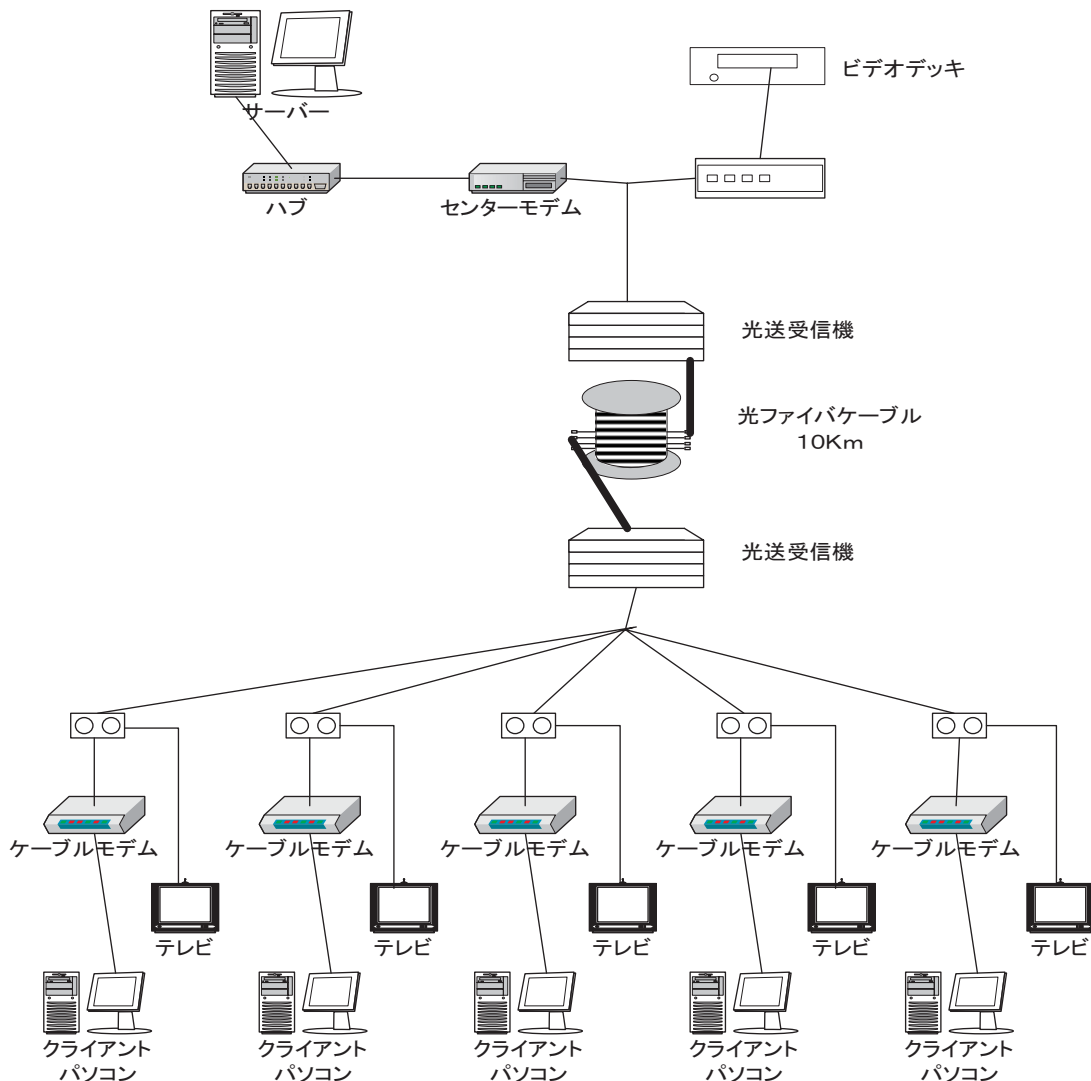 サーバー
ビデオデッキ
ハブ
センターモデム
光送受信機
光ファイバケーブル
10Km
光送受信機
ケーブルモデム
ケーブルモデム
ケーブルモデム
ケーブルモデム
ケーブルモデム
テレビ
テレビ
テレビ
テレビ
テレビ
クライアント
パソコン
クライアント
パソコン
クライアント
パソコン
クライアント
パソコン
クライアント
パソコン